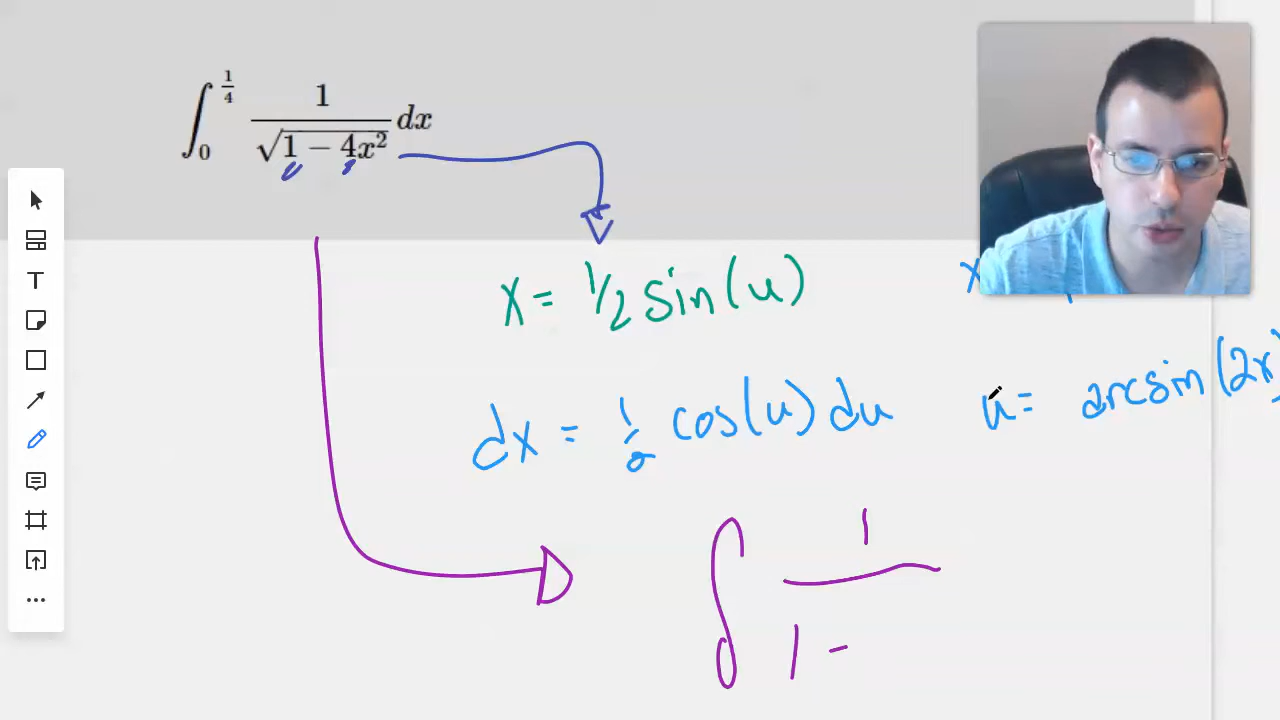 ∫₀^{1/4} 1/√(1 − 4x²) dx
x = 1/2 sin(u)
x
dx = 1/2 cos(u) du
u = arcsin(2x)
∫ 1/(1 −
T